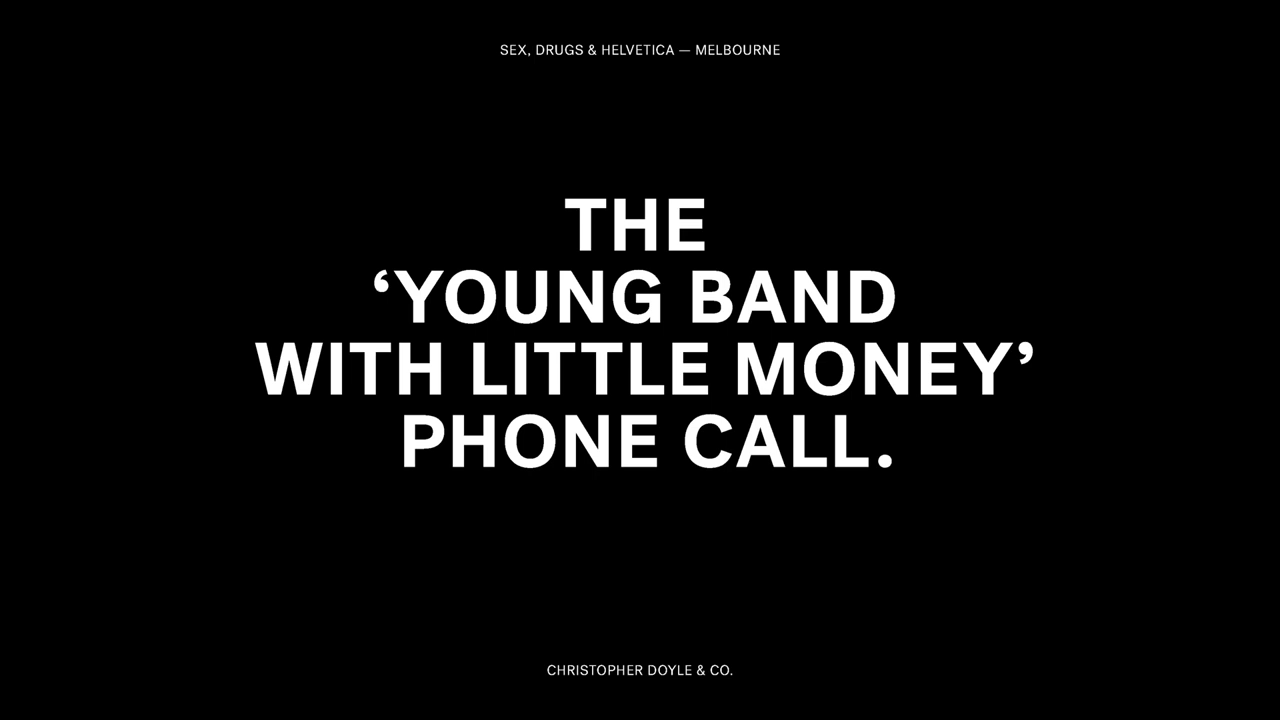 SEX, DRUGS & HELVETICA — MELBOURNE
THE
‘YOUNG BAND
WITH LITTLE MONEY’
PHONE CALL.
CHRISTOPHER DOYLE & CO.